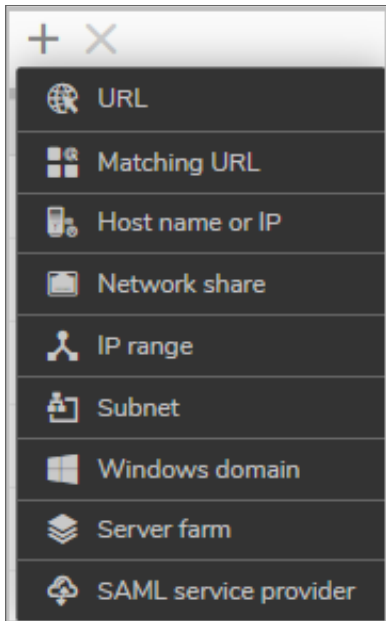 URL
Matching URL
Host name or IP
Network share
IP range
Subnet
Windows domain
Server farm
SAML service provider